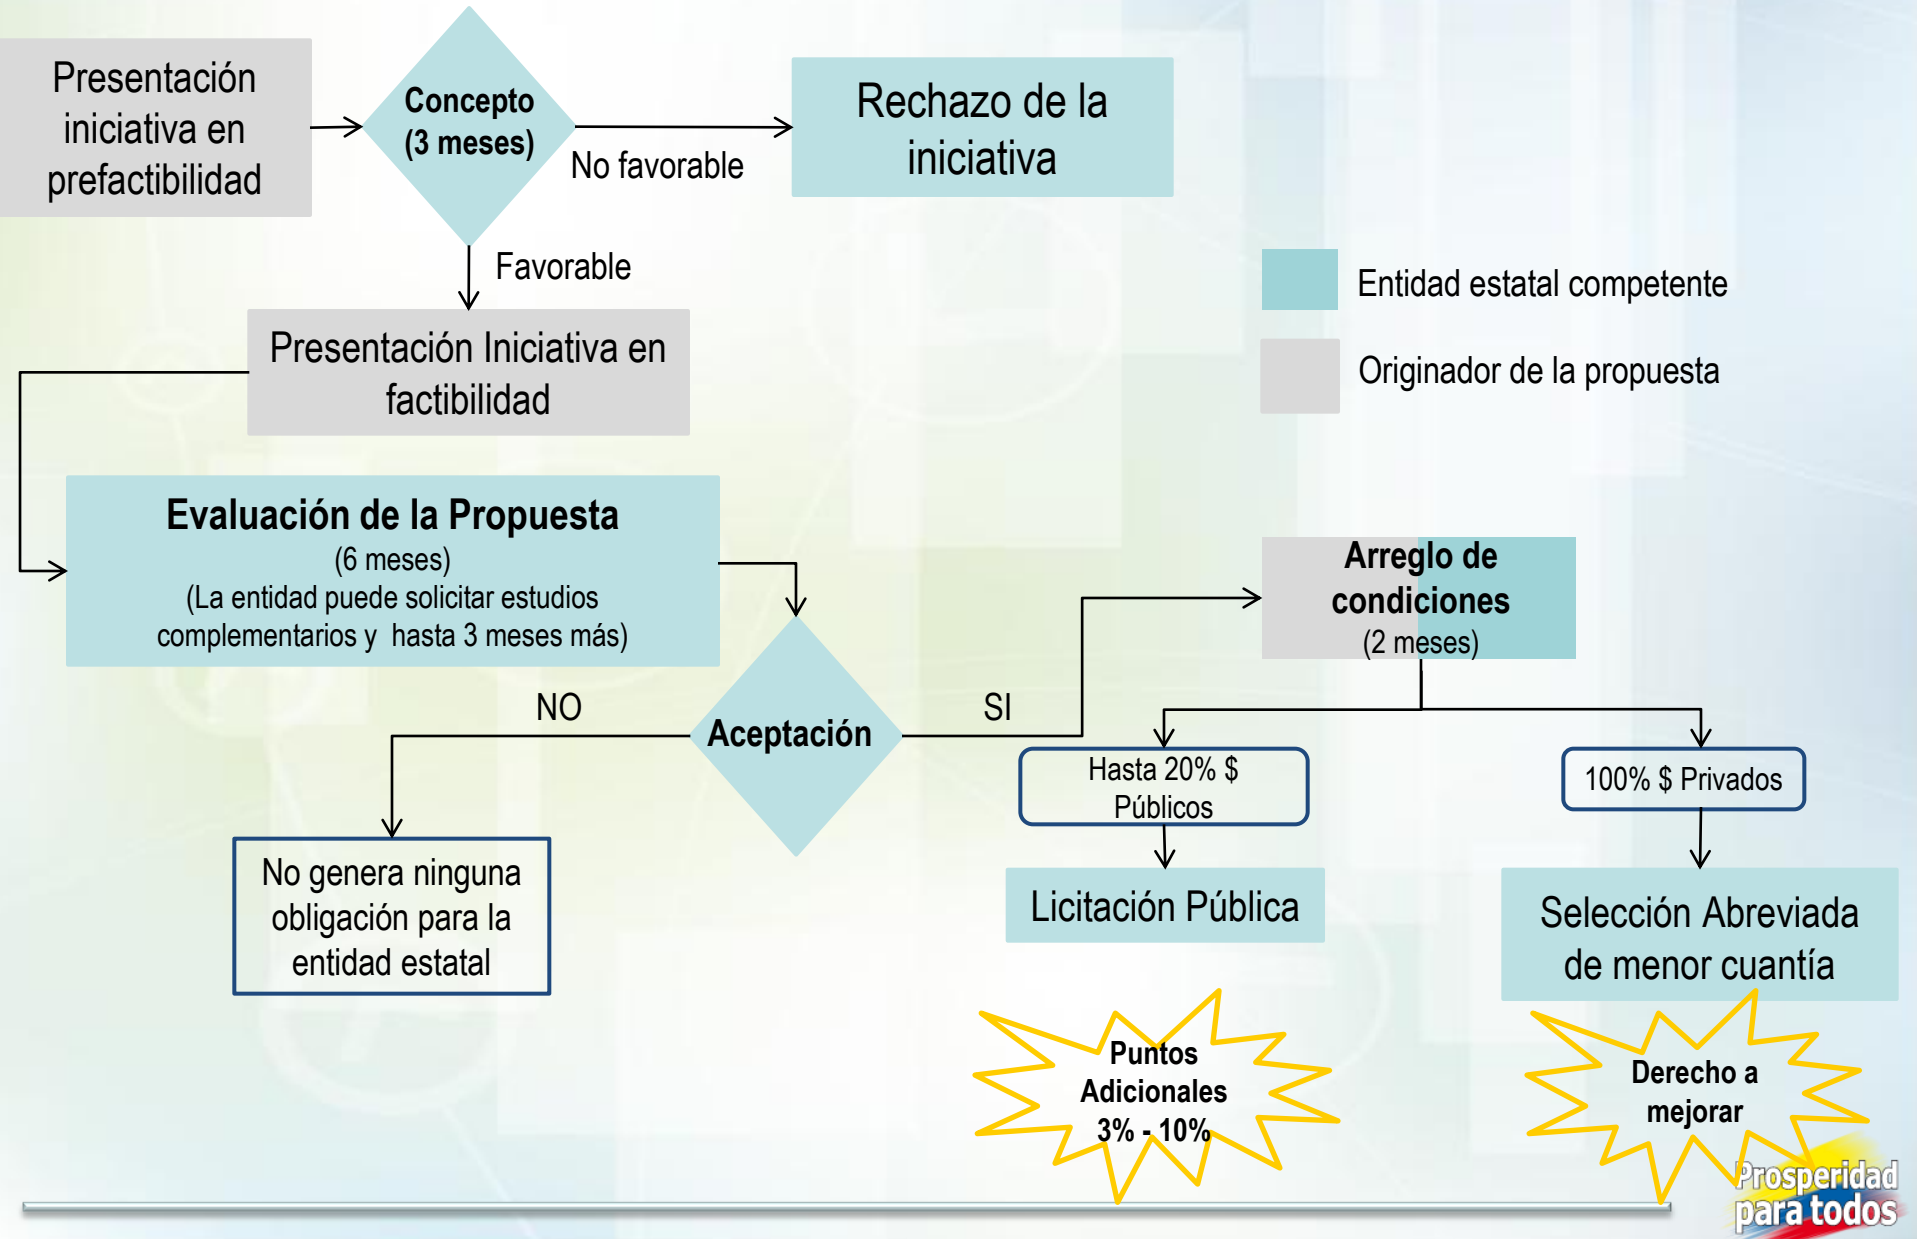 Presentación
iniciativa en
prefactibilidad
Concepto
(3 meses)
No favorable
Rechazo de la
iniciativa
Favorable
Presentación Iniciativa en
factibilidad
Entidad estatal competente
Originador de la propuesta
Evaluación de la Propuesta
(6 meses)
(La entidad puede solicitar estudios
complementarios y hasta 3 meses más)
Aceptación
NO
SI
No genera ninguna
obligación para la
entidad estatal
Arreglo de
condiciones
(2 meses)
Hasta 20% $
Públicos
100% $ Privados
Licitación Pública
Selección Abreviada
de menor cuantía
Puntos
Adicionales
3% - 10%
Derecho a
mejorar
Prosperidad
para todos